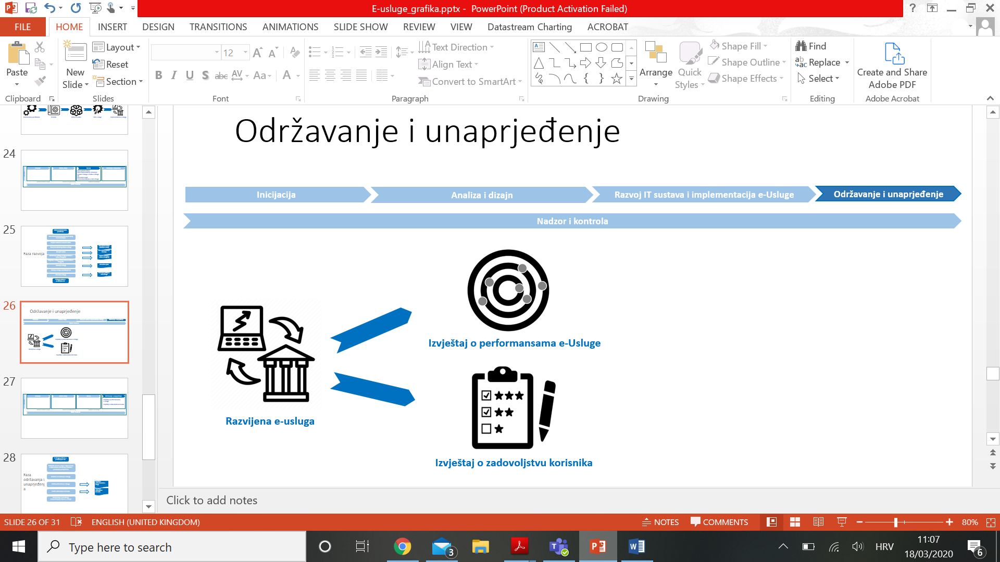 E-usluge_grafika.pptx - PowerPoint (Product Activation Failed)
?
FILE HOME INSERT DESIGN TRANSITIONS ANIMATIONS SLIDE SHOW REVIEW VIEW Datastream Charting ACROBAT
Paste
New Slide
Layout
Reset
Section
12
B I U S abc AV Aa A
Text Direction
Align Text
Convert to SmartArt
Arrange
Quick Styles
Shape Fill
Shape Outline
Shape Effects
Find
Replace
Select
Create and Share Adobe PDF
Clipboard Slides Font Paragraph Drawing Editing Adobe Acrobat
24
25
Faza razvoja
26
Održavanje i unaprjeđenje
27
28
Faza
održavanja i
unaprjeđenj
a
Održavanje i unaprjeđenje
Inicijacija
Analiza i dizajn
Razvoj IT sustava i implementacija e-Usluge
Održavanje i unaprjeđenje
Nadzor i kontrola
Izvještaj o performansama e-Usluge
Razvijena e-usluga
Izvještaj o zadovoljstvu korisnika
Click to add notes
SLIDE 26 OF 31 ENGLISH (UNITED KINGDOM) NOTES COMMENTS 80%
Type here to search
3
HRV
11:07
18/03/2020
6